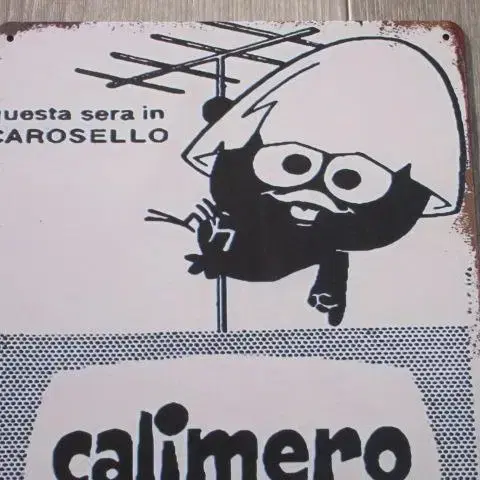 uesta sera in
CAROSELLO
calimero